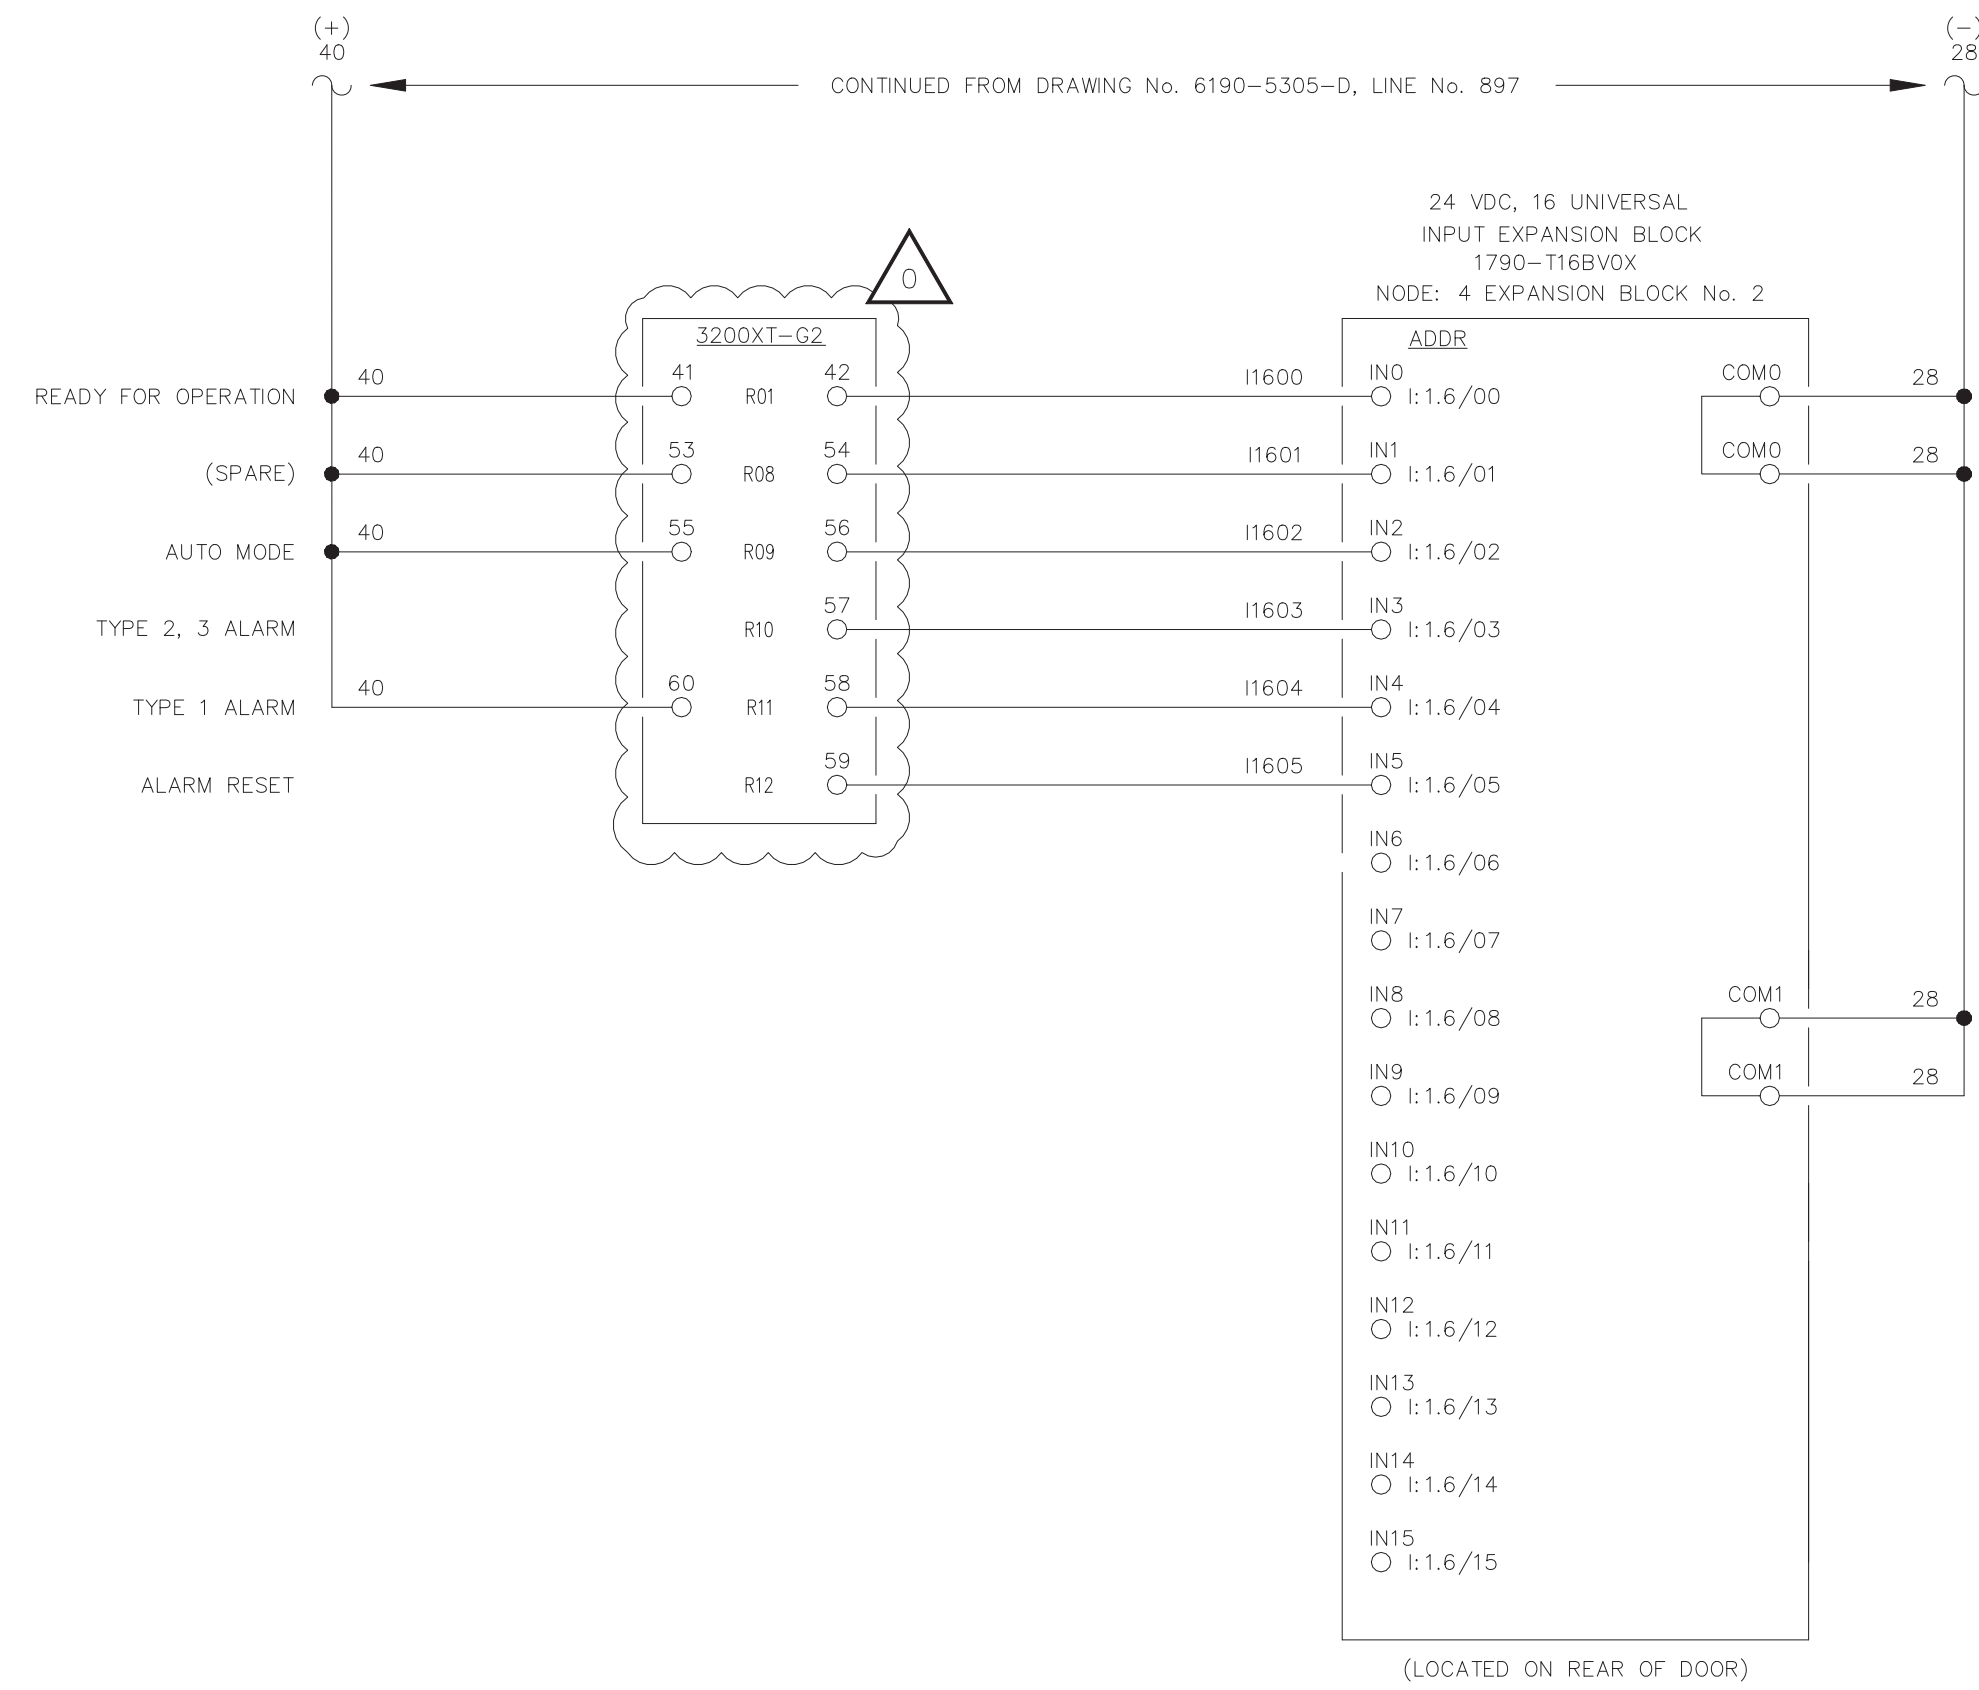 (+)
40
(-)
28
CONTINUED FROM DRAWING No. 6190-5305-D, LINE No. 897
24 VDC, 16 UNIVERSAL
INPUT EXPANSION BLOCK
1790-T16BV0X
NODE: 4 EXPANSION BLOCK No. 2
0
3200XT-G2
ADDR
READY FOR OPERATION 40 41 R01 42 I1600 IN0 I:1.6/00 COM0 28
(SPARE) 40 53 R08 54 I1601 IN1 I:1.6/01 COM0 28
AUTO MODE 40 55 R09 56 I1602 IN2 I:1.6/02
TYPE 2, 3 ALARM R10 57 I1603 IN3 I:1.6/03
TYPE 1 ALARM 40 60 R11 58 I1604 IN4 I:1.6/04
ALARM RESET R12 59 I1605 IN5 I:1.6/05
IN6
I:1.6/06
IN7
I:1.6/07
IN8 COM1 28
I:1.6/08
IN9 COM1 28
I:1.6/09
IN10
I:1.6/10
IN11
I:1.6/11
IN12
I:1.6/12
IN13
I:1.6/13
IN14
I:1.6/14
IN15
I:1.6/15
(LOCATED ON REAR OF DOOR)